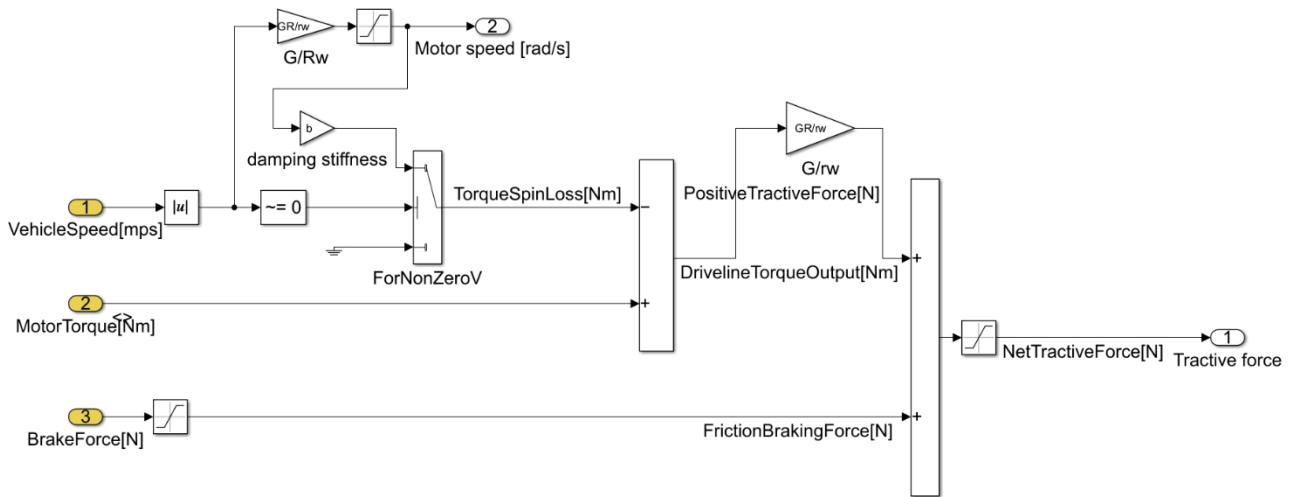 GR/rw
G/Rw
2
Motor speed [rad/s]
b
damping stiffness
GR/rw
G/rw
1
VehicleSpeed[mps]
|u|
~= 0
TorqueSpinLoss[Nm]
PositiveTractiveForce[N]
ForNonZeroV
DrivelineTorqueOutput[Nm]
2
<>
MotorTorque[Nm]
NetTractiveForce[N]
1
Tractive force
3
BrakeForce[N]
FrictionBrakingForce[N]
−
+
+
+